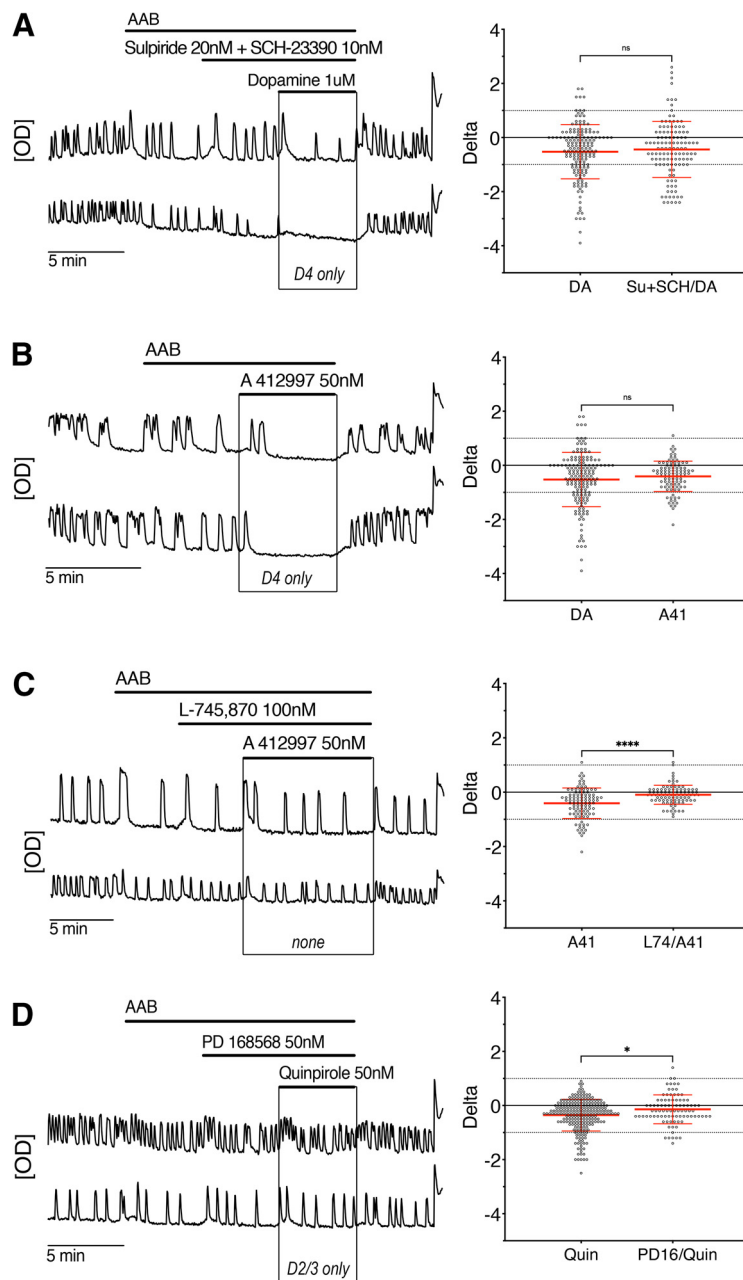 A
AAB
Sulpiride 20nM + SCH-23390 10nM
Dopamine 1uM
[OD]
5 min
D4 only
4
2
0
-2
-4
Delta
ns
DA Su+SCH/DA
B
AAB
A 412997 50nM
[OD]
5 min
D4 only
4
2
0
-2
-4
Delta
ns
DA A41
C
AAB
L-745,870 100nM
A 412997 50nM
[OD]
5 min
none
4
2
0
-2
-4
Delta
****
A41 L74/A41
D
AAB
PD 168568 50nM
Quinpirole 50nM
[OD]
5 min
D2/3 only
4
2
0
-2
-4
Delta
*
Quin PD16/Quin